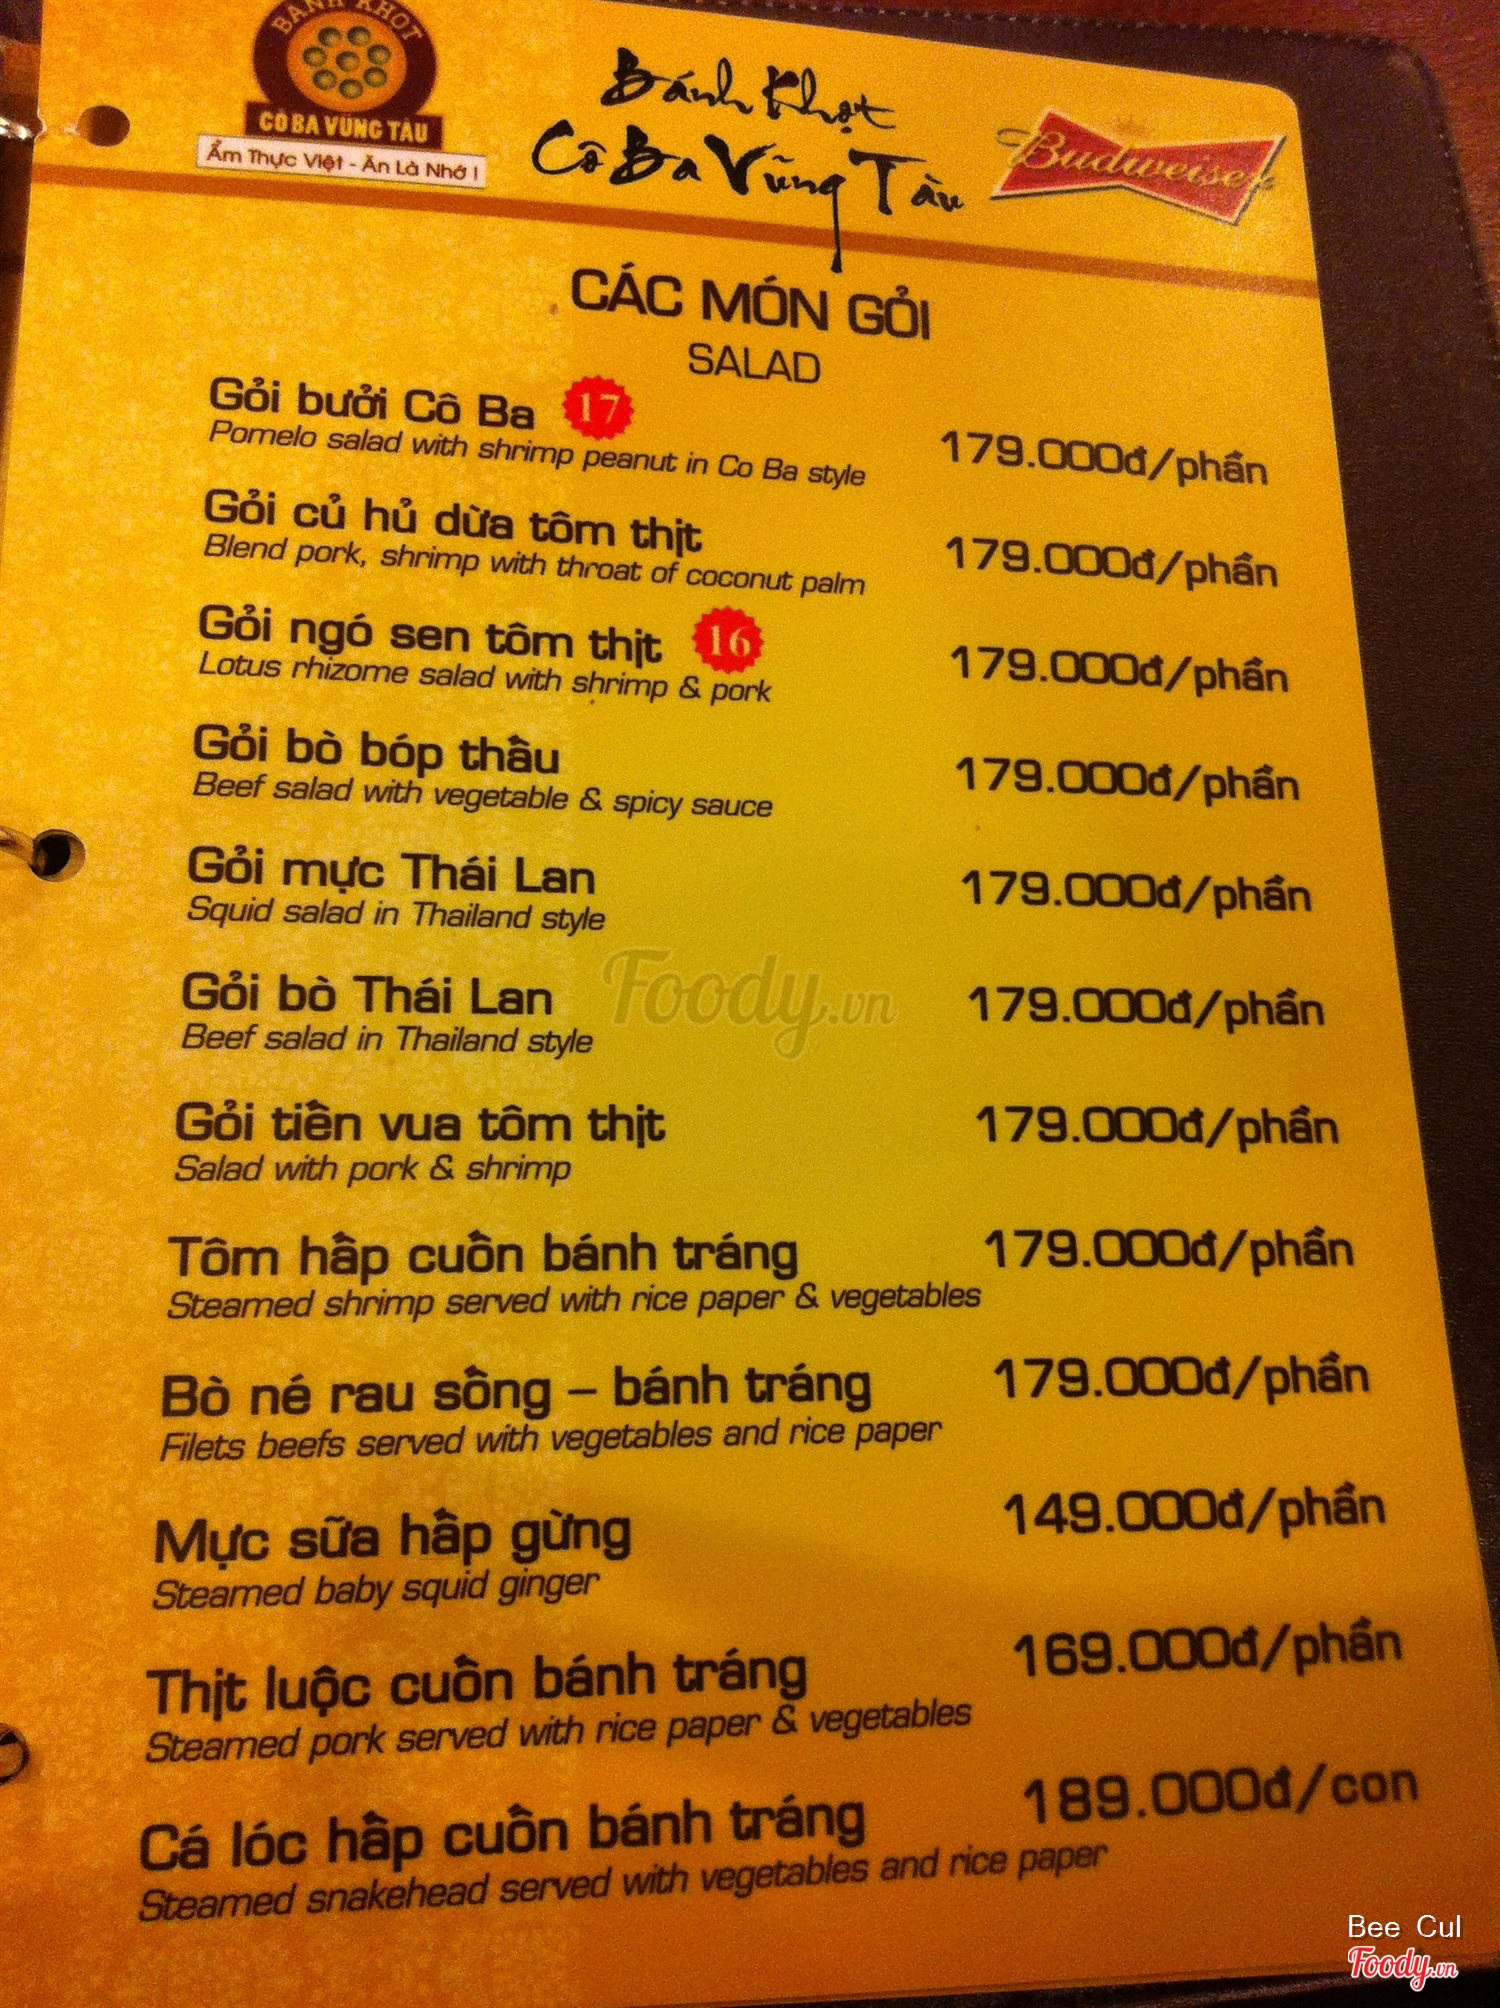 BÁNH KHỌT
CÔ BA VŨNG TÀU
Ẩm Thực Việt - Ăn Là Nhớ !
Bánh Khọt
Cô Ba Vũng Tàu
Budweiser
CÁC MÓN GỎI
SALAD
Gỏi bưởi Cô Ba 17
Pomelo salad with shrimp peanut in Co Ba style
179.000đ/phần
Gỏi củ hủ dừa tôm thịt
Blend pork, shrimp with throat of coconut palm
179.000đ/phần
Gỏi ngó sen tôm thịt 16
Lotus rhizome salad with shrimp & pork
179.000đ/phần
Gỏi bò bóp thấu
Beef salad with vegetable & spicy sauce
179.000đ/phần
Gỏi mực Thái Lan
Squid salad in Thailand style
179.000đ/phần
Gỏi bò Thái Lan
Beef salad in Thailand style
179.000đ/phần
Gỏi tiến vua tôm thịt
Salad with pork & shrimp
179.000đ/phần
Tôm hấp cuốn bánh tráng
Steamed shrimp served with rice paper & vegetables
179.000đ/phần
Bò né rau sống – bánh tráng
Filets beefs served with vegetables and rice paper
179.000đ/phần
Mực sữa hấp gừng
Steamed baby squid ginger
149.000đ/phần
Thịt luộc cuốn bánh tráng
Steamed pork served with rice paper & vegetables
169.000đ/phần
Cá lóc hấp cuốn bánh tráng
Steamed snakehead served with vegetables and rice paper
189.000đ/con
Foody.vn
Bee Cul
Foody.vn